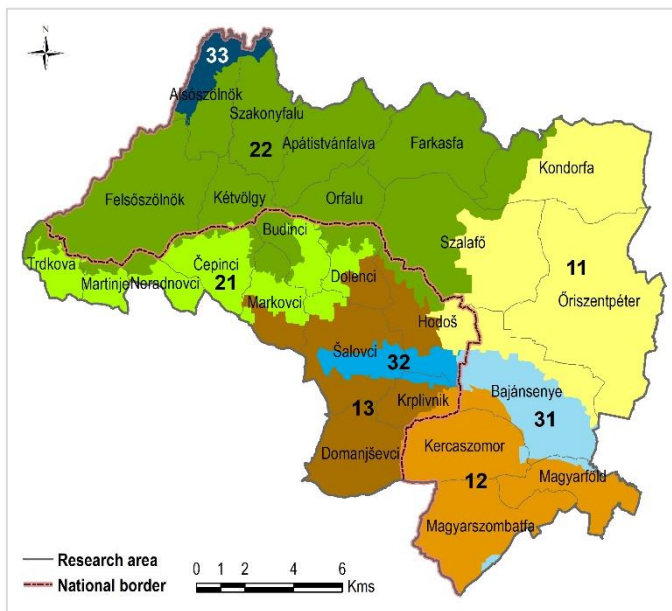 N
33
Alsószölnök
Szakonyfalu
22
Apátistvánfalva
Farkasfa
Kondorfa
Felsőszölnök
Kétvölgy
Orfalu
Budinci
Szalafő
11
Trdkova
Čepinci
Dolenci
Martinje
Noradnovci
21
Őriszentpéter
Markovci
Hodoš
Šalovci
32
Bajánsenye
13
Krplivnik
31
Domanjševci
Kercaszomor
12
Magyarföld
Magyarszombatfa
Research area
National border
0 1 2 4 6
Kms